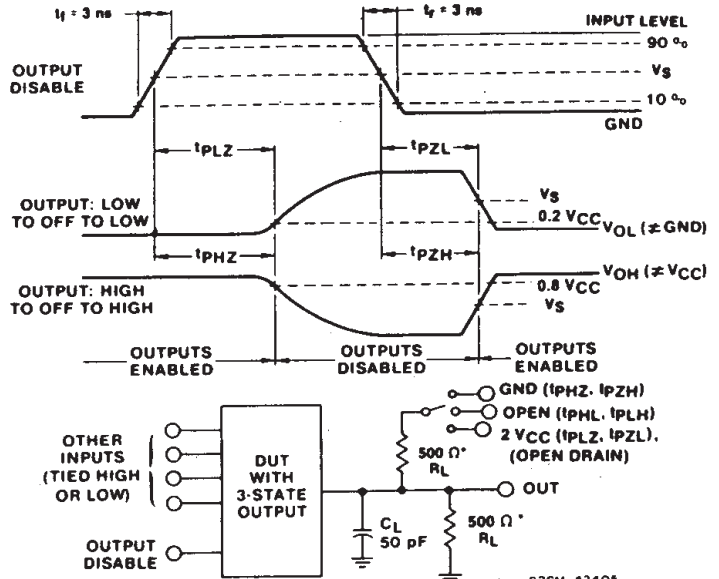 tf = 3 ns
tf = 3 ns
INPUT LEVEL
90 %
VS
10 %
GND
OUTPUT
DISABLE
tPLZ
tPZL
OUTPUT: LOW
TO OFF TO LOW
VS
0.2 VCC
VOL (≠ GND)
tPHZ
tPZH
OUTPUT: HIGH
TO OFF TO HIGH
VOH (≠ VCC)
0.8 VCC
VS
OUTPUTS
ENABLED
OUTPUTS
DISABLED
OUTPUTS
ENABLED
GND (tPHZ, tPZH)
OPEN (tPHL, tPLH)
2 VCC (tPLZ, tPZL),
(OPEN DRAIN)
OTHER
INPUTS
(TIED HIGH
OR LOW)
DUT
WITH
3-STATE
OUTPUT
500 Ω*
RL
OUT
CL
50 pF
500 Ω*
RL
OUTPUT
DISABLE